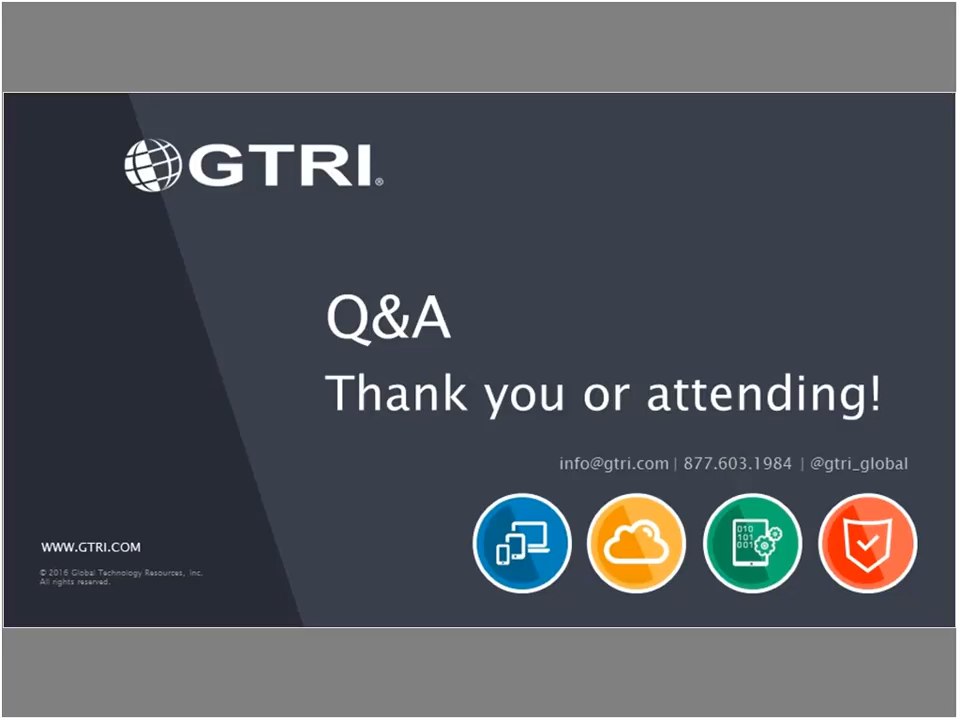 GTRI®
Q&A
Thank you or attending!
info@gtri.com | 877.603.1984 | @gtri_global
010
101
001
WWW.GTRI.COM
© 2016 Global Technology Resources, Inc.
All rights reserved.